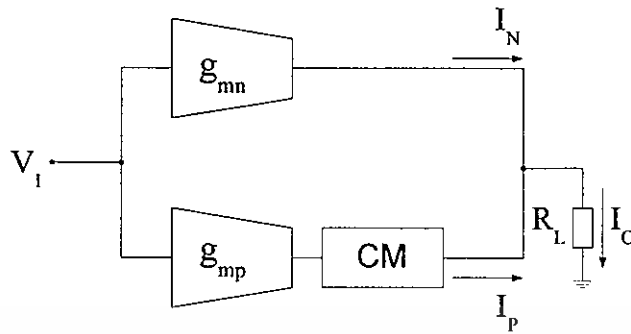 I_N
g_mn
V_I
g_mp
CM
R_L
I_O
I_P